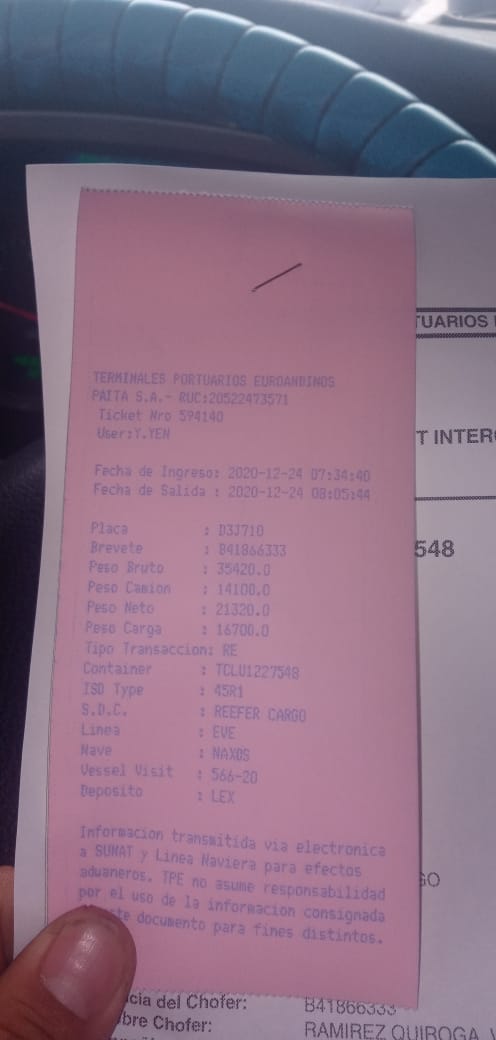 TERMINALES PORTUARIOS EUROANDINOS
PAITA S.A.- RUC:20522473571
Ticket Nro 594140
User:Y.YEN
Fecha de Ingreso: 2020-12-24 07:34:40
Fecha de Salida : 2020-12-24 08:05:44
Placa : D3J710
Brevete : B41866333
Peso Bruto : 35420.0
Peso Camion : 14100.0
Peso Neto : 21320.0
Peso Carga : 16700.0
Tipo Transaccion: RE
Container : TCLU1227548
ISO Type : 45R1
S.D.C. : REEFER CARGO
Linea : EVE
Nave : NAXOS
Vessel Visit : 566-20
Deposito : LEX
Informacion transmitida via electronica
a SUNAT y Linea Naviera para efectos
aduaneros. TPE no asume responsabilidad
por el uso de la informacion consignada
documento para fines distintos.
TUARIOS
T INTER
548
GO
cia del Chofer: B41866333
bre Chofer: RAMIREZ QUIROGA,